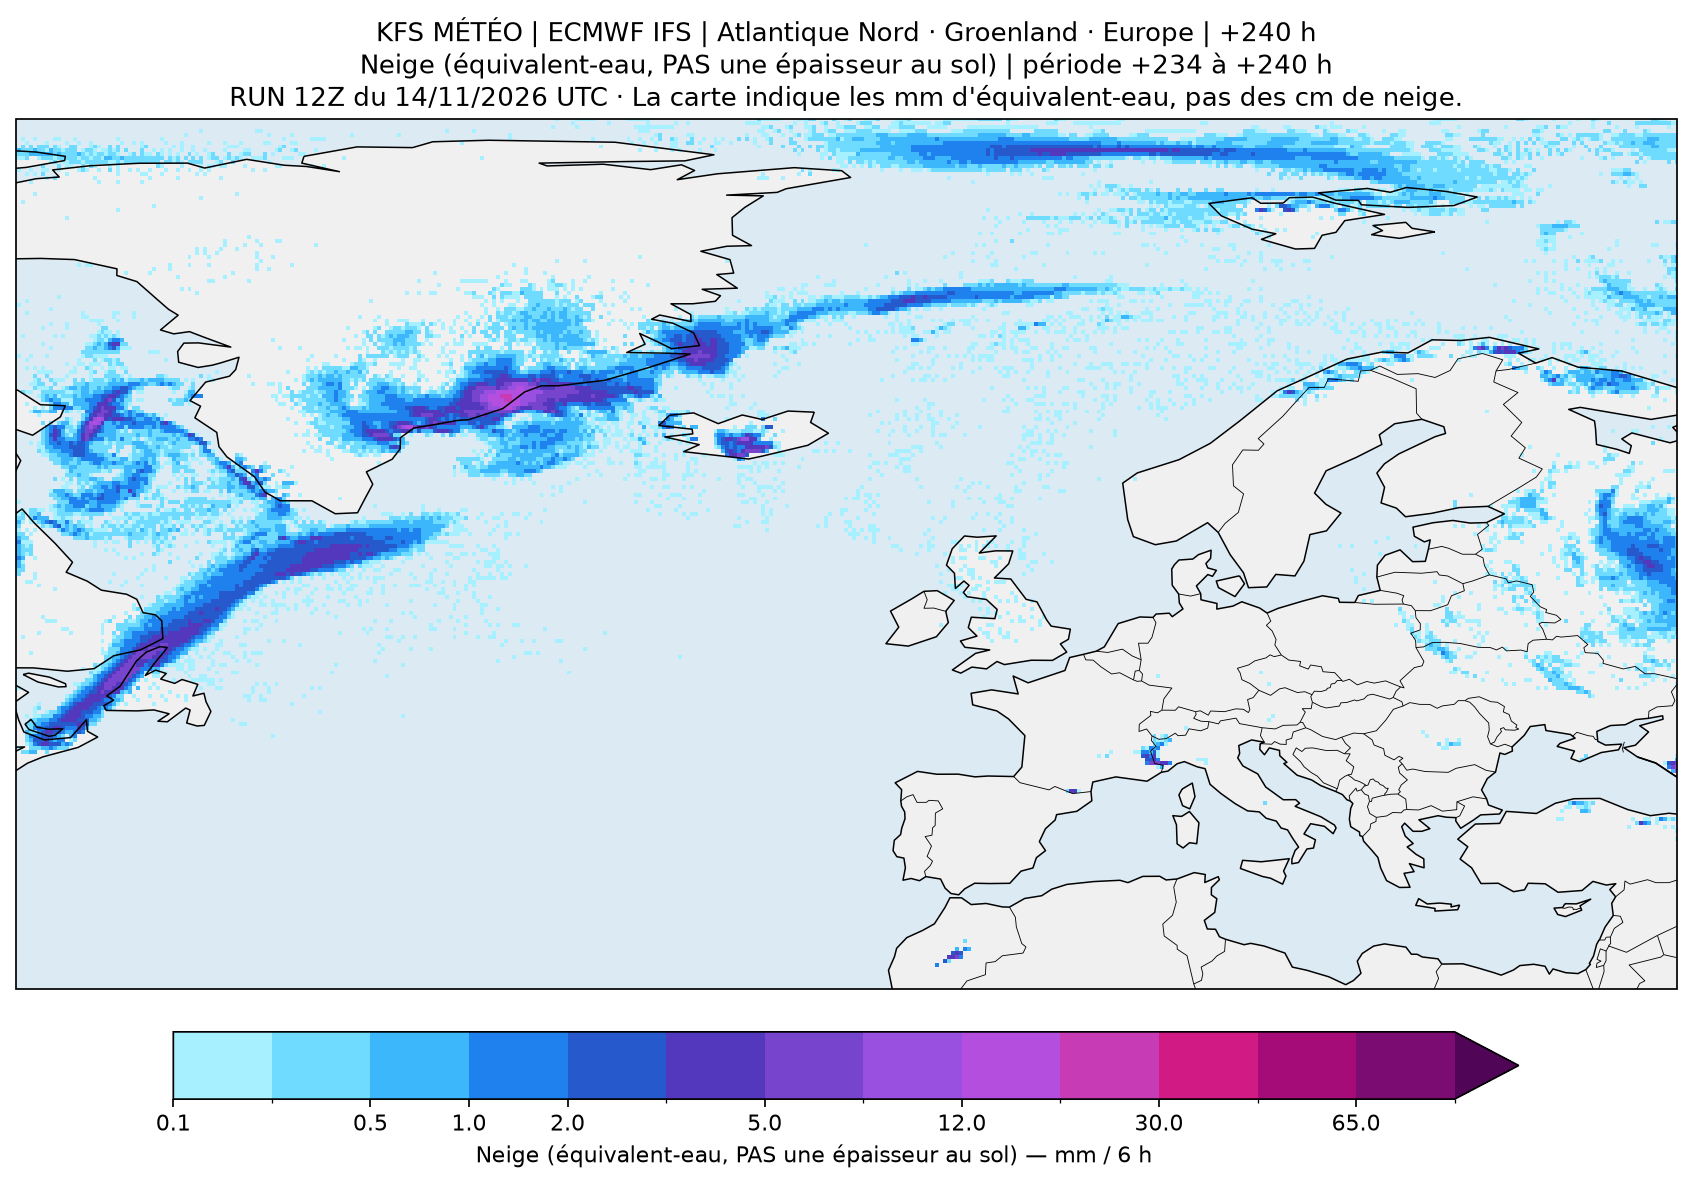 KFS MÉTÉO | ECMWF IFS | Atlantique Nord · Groenland · Europe | +240 h
Neige (équivalent-eau, PAS une épaisseur au sol) | période +234 à +240 h
RUN 12Z du 14/11/2026 UTC · La carte indique les mm d'équivalent-eau, pas des cm de neige.
0.1 0.5 1.0 2.0 5.0 12.0 30.0 65.0
Neige (équivalent-eau, PAS une épaisseur au sol) — mm / 6 h